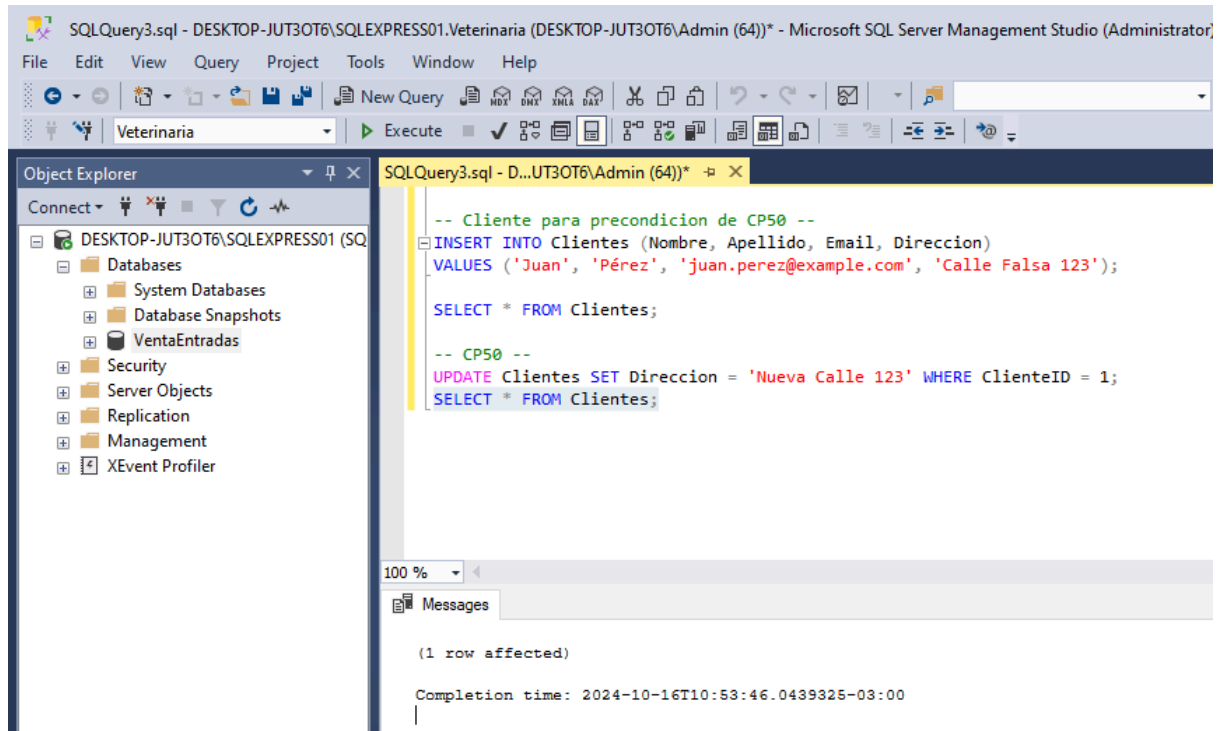 SQLQuery3.sql - DESKTOP-JUT3OT6\SQLEXPRESS01.Veterinaria (DESKTOP-JUT3OT6\Admin (64))* - Microsoft SQL Server Management Studio (Administrator)
File Edit View Query Project Tools Window Help
New Query MDX DMX XMLA DAX
Veterinaria Execute
Object Explorer
SQLQuery3.sql - D...UT3OT6\Admin (64))*
Connect
DESKTOP-JUT3OT6\SQLEXPRESS01 (SQ
Databases
System Databases
Database Snapshots
VentaEntradas
Security
Server Objects
Replication
Management
XEvent Profiler
-- Cliente para precondicion de CP50 --
INSERT INTO Clientes (Nombre, Apellido, Email, Direccion)
VALUES ('Juan', 'Pérez', 'juan.perez@example.com', 'Calle Falsa 123');
SELECT * FROM Clientes;
-- CP50 --
UPDATE Clientes SET Direccion = 'Nueva Calle 123' WHERE ClienteID = 1;
SELECT * FROM Clientes;
100 %
Messages
(1 row affected)
Completion time: 2024-10-16T10:53:46.0439325-03:00